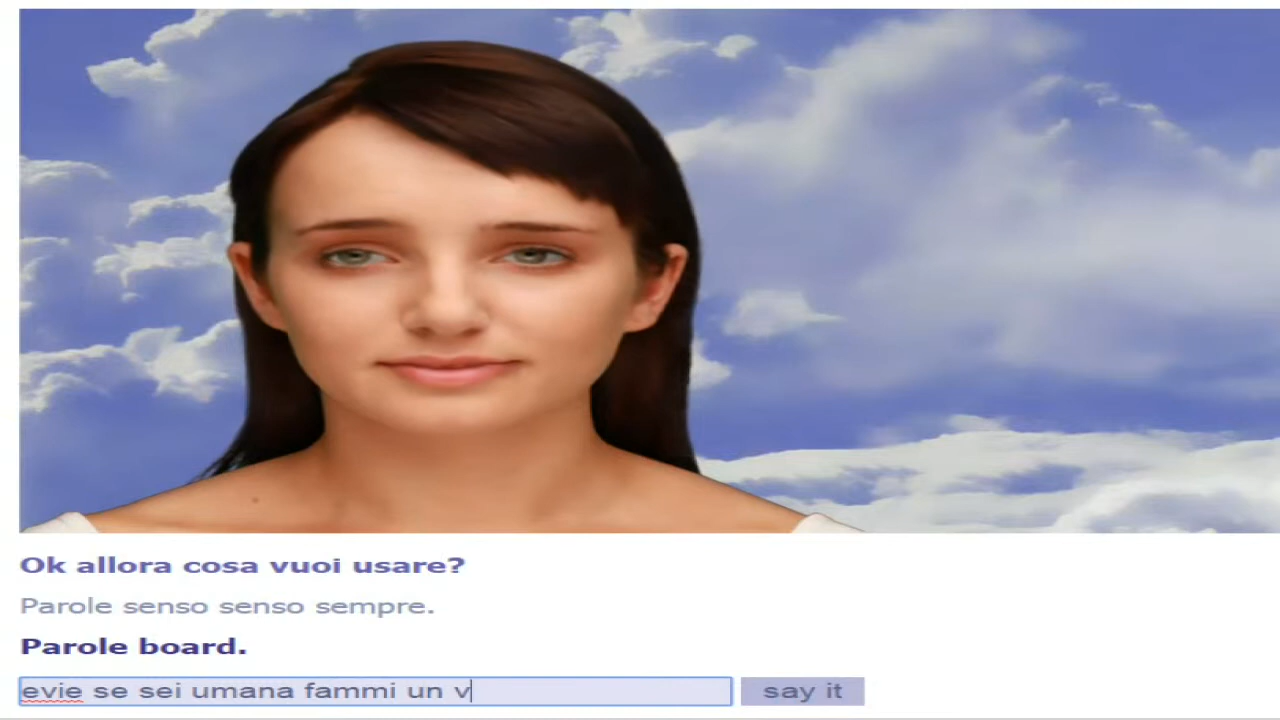 Ok allora cosa vuoi usare?
Parole senso senso sempre.
Parole board.
evie se sei umana fammi un v
say it